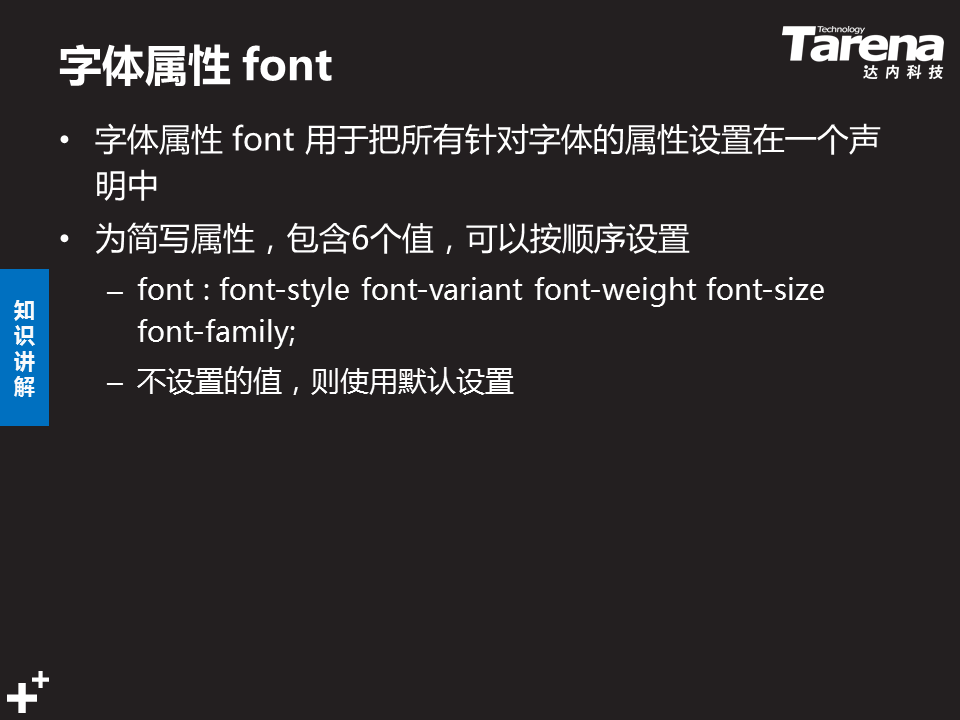 字体属性 font
Technology
Tarena
达内科技
• 字体属性 font 用于把所有针对字体的属性设置在一个声
明中
• 为简写属性，包含6个值，可以按顺序设置
– font : font-style font-variant font-weight font-size
font-family;
– 不设置的值，则使用默认设置
知
识
讲
解